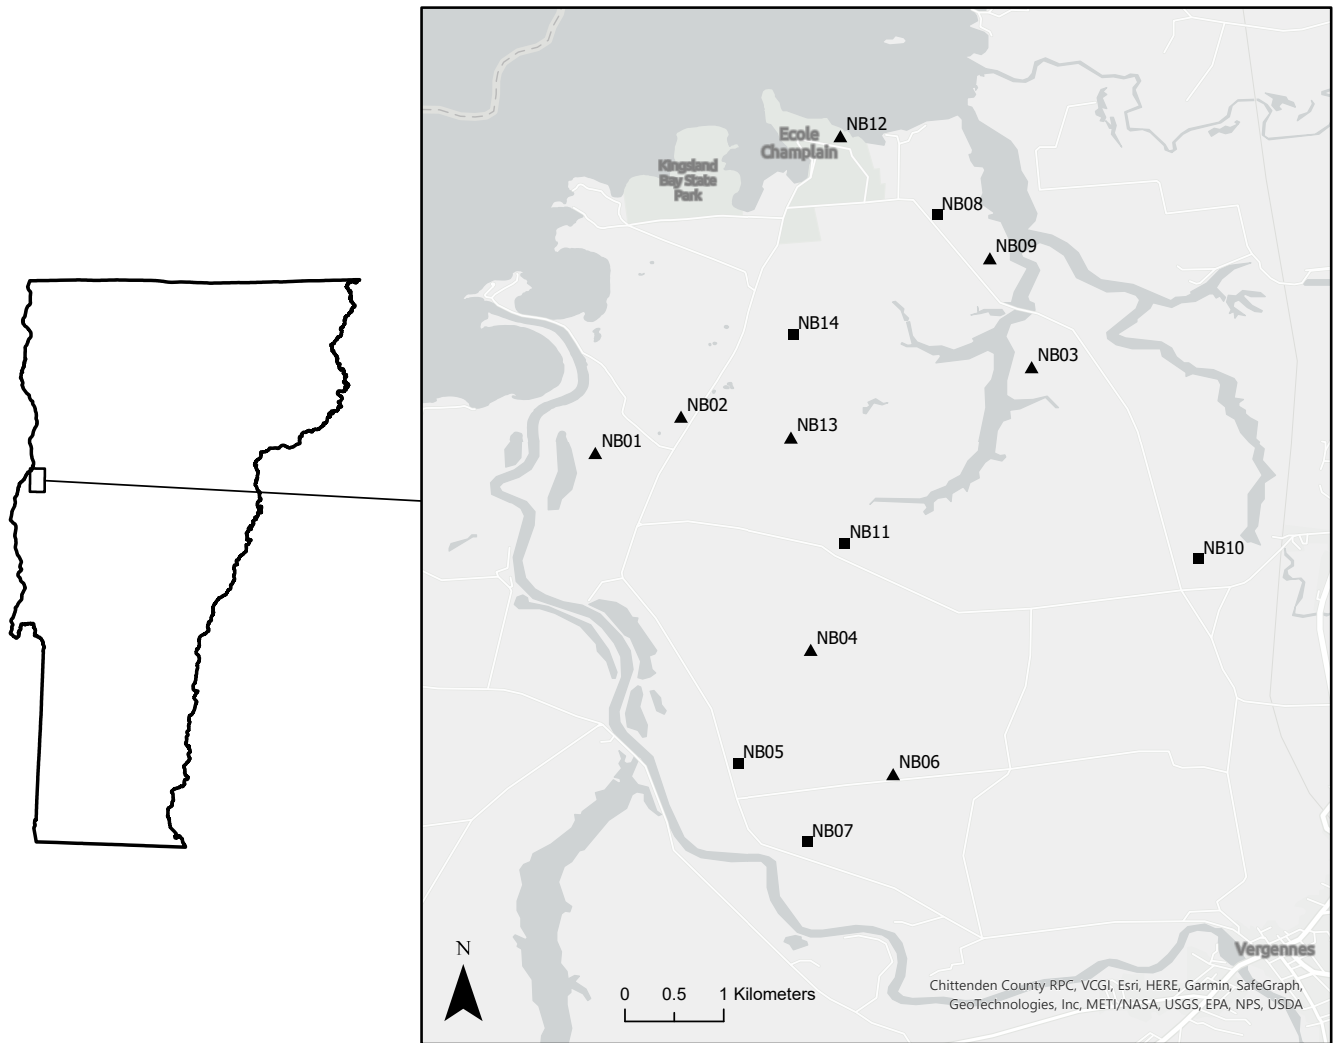 NB12
Ecole
Champlain
Kingsland
Bay State
Park
NB08
NB09
NB14
NB03
NB02
NB13
NB01
NB11
NB10
NB04
NB05
NB06
NB07
N
Vergennes
0 0.5 1 Kilometers
Chittenden County RPC, VCGI, Esri, HERE, Garmin, SafeGraph,
GeoTechnologies, Inc, METI/NASA, USGS, EPA, NPS, USDA